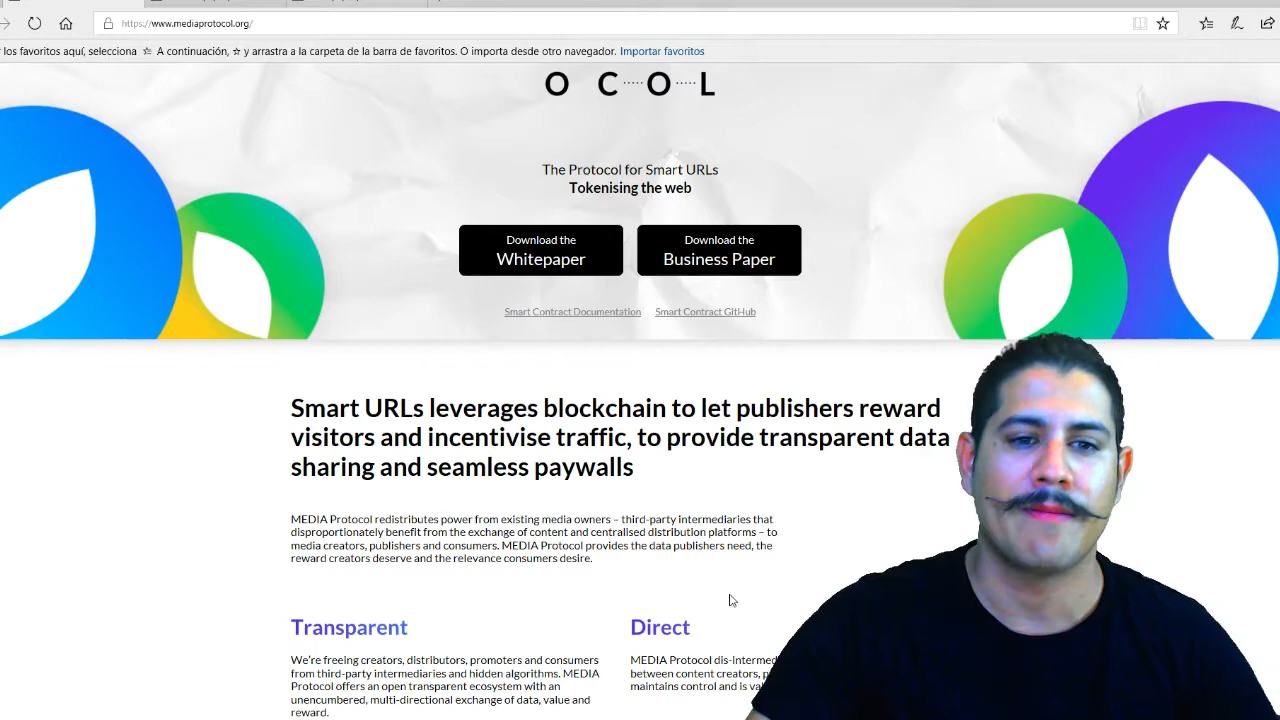 https://www.mediaprotocol.org/
los favoritos aquí, selecciona A continuación, y arrastra a la carpeta de la barra de favoritos. O importa desde otro navegador. Importar favoritos
O C O L
The Protocol for Smart URLs
Tokenising the web
Download the
Whitepaper
Download the
Business Paper
Smart Contract Documentation Smart Contract GitHub
Smart URLs leverages blockchain to let publishers reward
visitors and incentivise traffic, to provide transparent data
sharing and seamless paywalls
MEDIA Protocol redistributes power from existing media owners – third-party intermediaries that
disproportionately benefit from the exchange of content and centralised distribution platforms – to
media creators, publishers and consumers. MEDIA Protocol provides the data publishers need, the
reward creators deserve and the relevance consumers desire.
Transparent
We're freeing creators, distributors, promoters and consumers
from third-party intermediaries and hidden algorithms. MEDIA
Protocol offers an open transparent ecosystem with an
unencumbered, multi-directional exchange of data, value and
reward.
Direct
MEDIA Protocol dis-intermed
between content creators, p
maintains control and is va